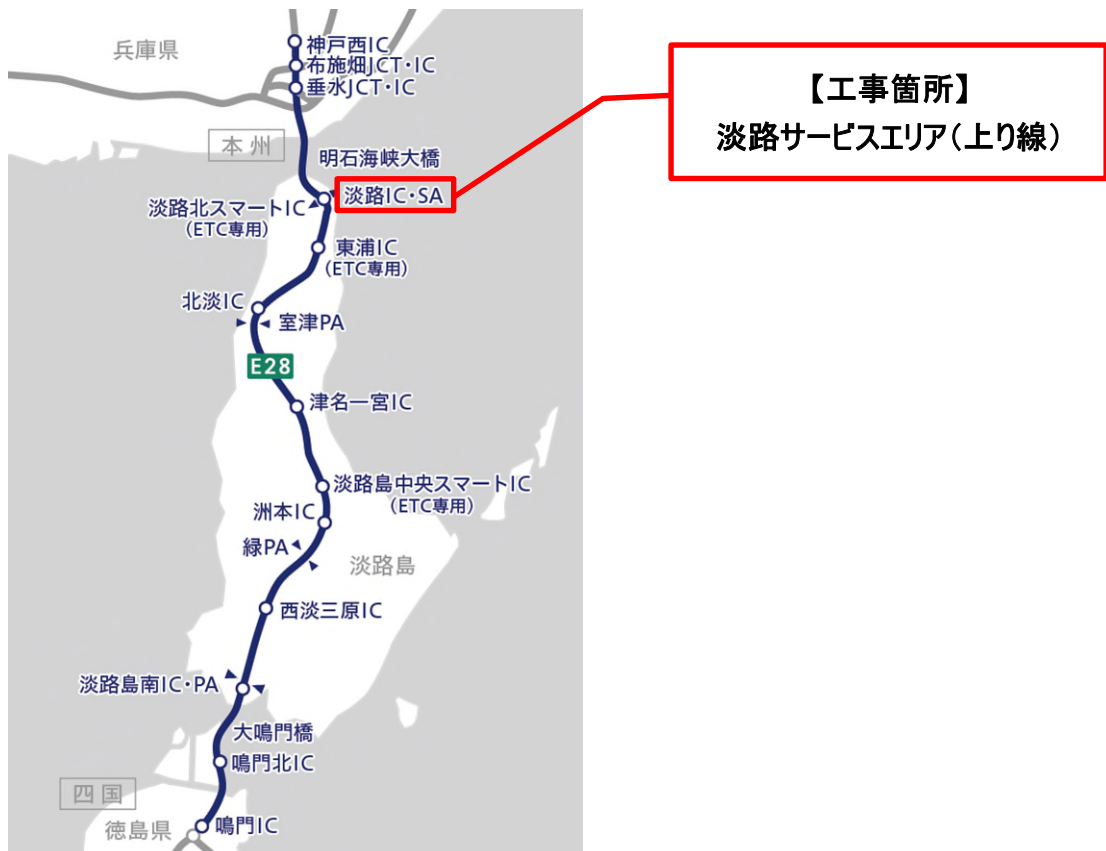 兵庫県
神戸西IC
布施畑JCT・IC
垂水JCT・IC
【工事箇所】
淡路サービスエリア(上り線)
本州
明石海峡大橋
淡路IC・SA
淡路北スマートIC
(ETC専用)
東浦IC
(ETC専用)
北淡IC
室津PA
E28
津名一宮IC
淡路島中央スマートIC
(ETC専用)
洲本IC
緑PA
淡路島
西淡三原IC
淡路島南IC・PA
大鳴門橋
鳴門北IC
四国
徳島県
鳴門IC